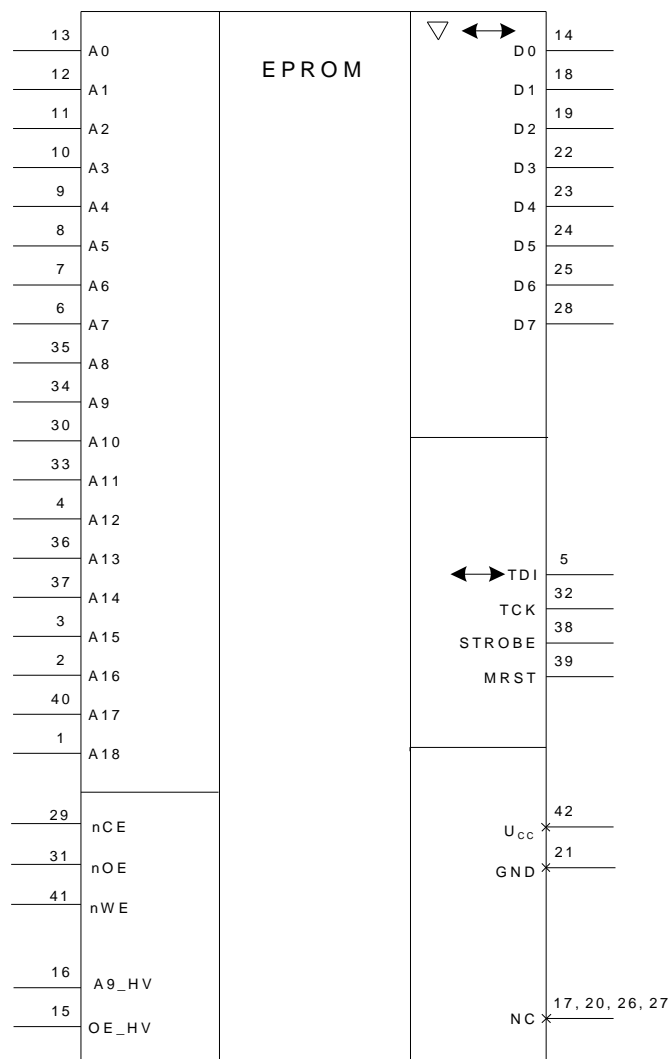 EPROM
13 A0
12 A1
11 A2
10 A3
9 A4
8 A5
7 A6
6 A7
35 A8
34 A9
30 A10
33 A11
4 A12
36 A13
37 A14
3 A15
2 A16
40 A17
1 A18
29 nCE
31 nOE
41 nWE
16 A9_HV
15 OE_HV
D0 14
D1 18
D2 19
D3 22
D4 23
D5 24
D6 25
D7 28
TDI 5
TCK 32
STROBE 38
MRST 39
UCC 42
GND 21
NC 17, 20, 26, 27